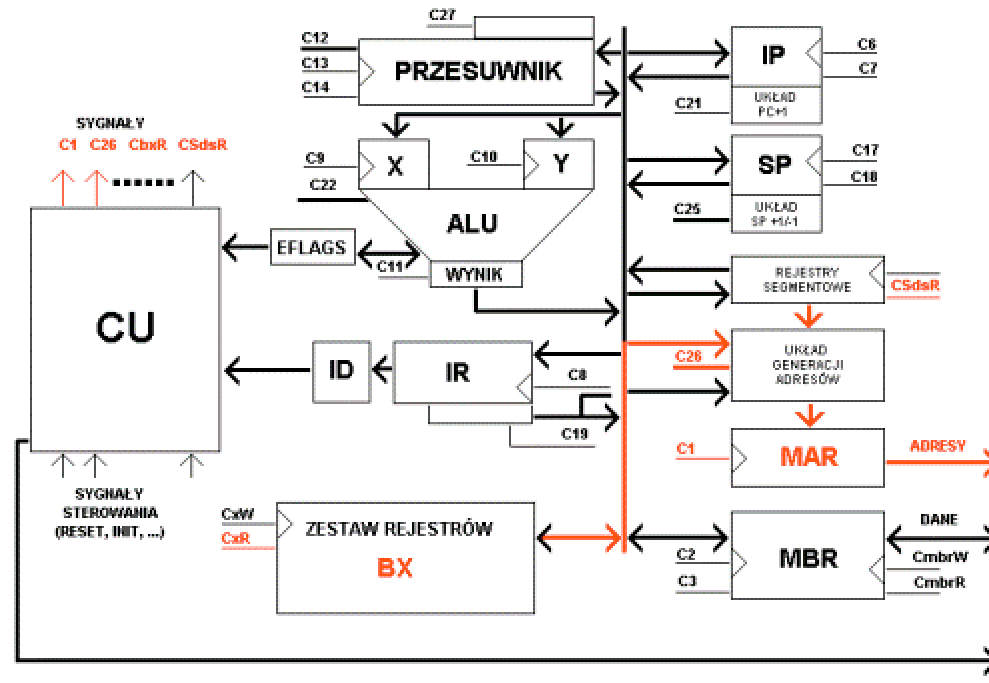 C27
C12
C13
C14
PRZESUWNIK
IP
C6
C7
C21
UKŁAD
PC+1
SYGNAŁY
C1 C26 CbxR CSdsR
C9
X
C10
Y
C22
ALU
SP
C17
C18
C25
UKŁAD
SP +1/-1
EFLAGS
C11
WYNIK
REJESTRY
SEGMENTOWE
CSdsR
CU
ID
IR
C8
C19
C26
UKŁAD
GENERACJI
ADRESÓW
C1
MAR
ADRESY
SYGNAŁY
STEROWANIA
(RESET, INIT, ...)
CxW
CxR
ZESTAW REJESTRÓW
BX
C2
C3
MBR
DANE
CmbrW
CmbrR